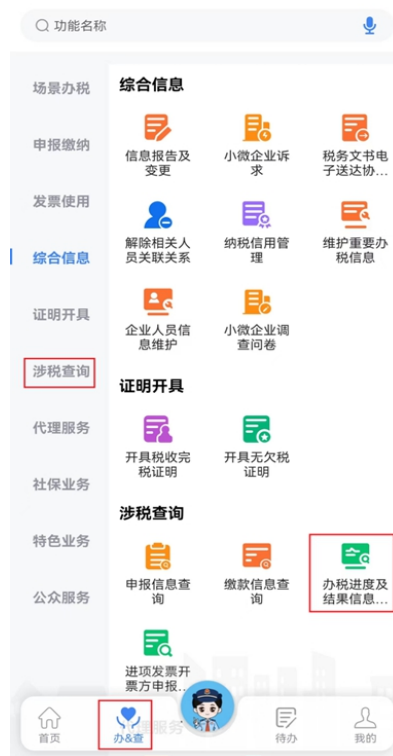 功能名称
场景办税
申报缴纳
发票使用
综合信息
证明开具
涉税查询
代理服务
社保业务
特色业务
公众服务
综合信息
信息报告及
变更
小微企业诉
求
税务文书电
子送达协...
解除相关人
员关联关系
纳税信用管
理
维护重要办
税信息
企业人员信
息维护
小微企业调
查问卷
证明开具
开具税收完
税证明
开具无欠税
证明
涉税查询
申报信息查
询
缴款信息查
询
办税进度及
结果信息...
进项发票开
票方申报...
首页
办&查
待办
我的